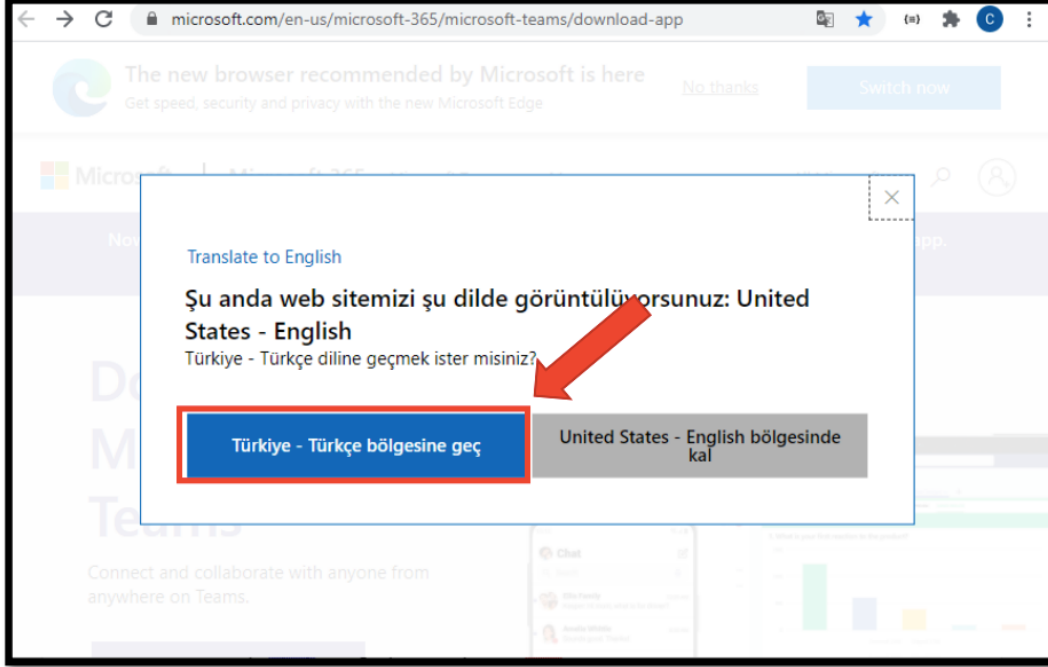 microsoft.com/en-us/microsoft-365/microsoft-teams/download-app
C
The new browser recommended by Microsoft is here
Get speed, security and privacy with the new Microsoft Edge
No thanks
Switch now
Translate to English
Şu anda web sitemizi şu dilde görüntülüyorsunuz: United
States - English
Türkiye - Türkçe diline geçmek ister misiniz?
Türkiye - Türkçe bölgesine geç
United States - English bölgesinde
kal
app.
Teams
Connect and collaborate with anyone from
anywhere on Teams.
Chat